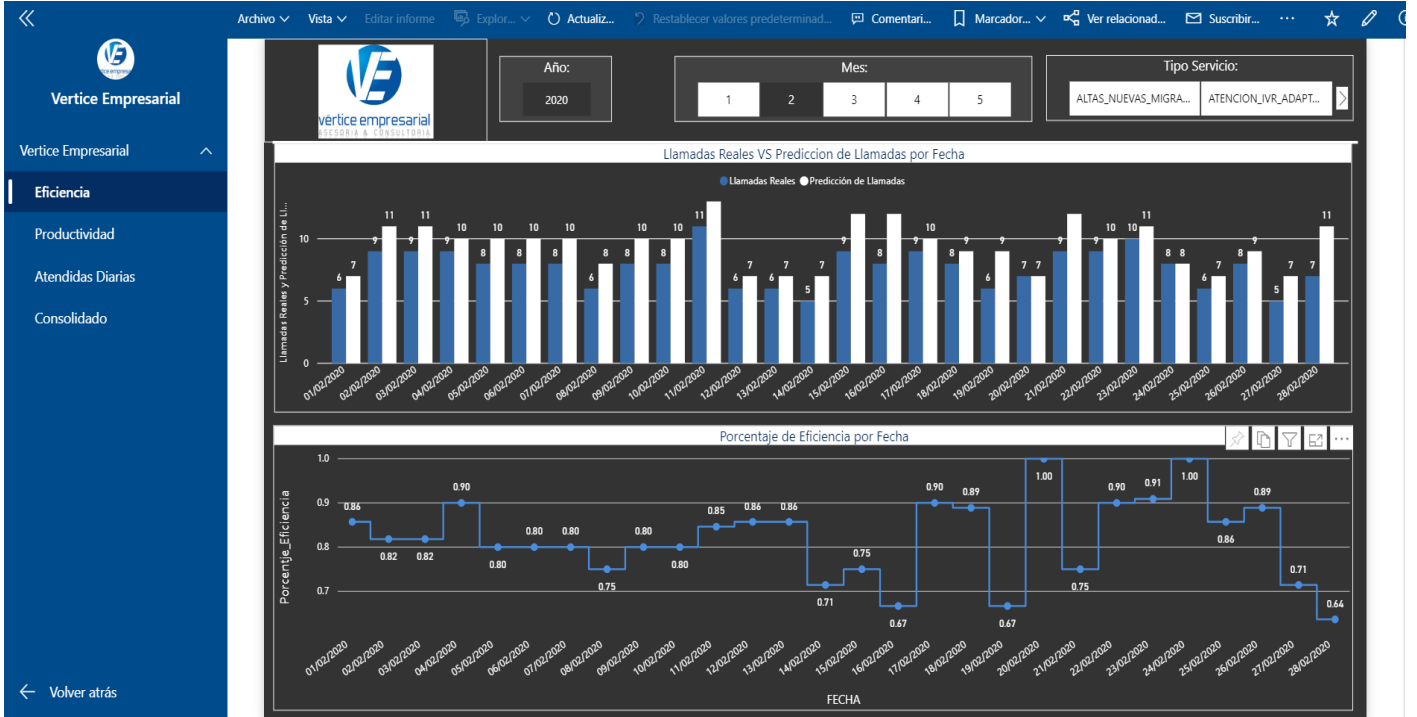 Archivo Vista Editar informe Explor... Actualiz... Restablecer valores predeterminad... Comentari... Marcador... Ver relacionad... Suscribir... ...
VE
Vertice Empresarial
Vertice Empresarial
Eficiencia
Productividad
Atendidas Diarias
Consolidado
Volver atrás
VE
vértice empresarial
ASESORIA & CONSULTORIA
Año:
2020
Mes:
1 2 3 4 5
Tipo Servicio:
ALTAS_NUEVAS_MIGRA... ATENCION_IVR_ADAPT...
Llamadas Reales VS Prediccion de Llamadas por Fecha
Llamadas Reales Predicción de Llamadas
Llamadas Reales y Predicción de Ll...
10
5
0
6 7 9 11 9 11 9 10 8 10 8 10 8 10 6 8 8 10 8 10 11 6 7 6 7 5 7 9 8 9 10 8 9 6 9 7 7 9 9 10 10 11 8 8 6 7 8 9 5 7 7 11
01/02/2020 02/02/2020 03/02/2020 04/02/2020 05/02/2020 06/02/2020 07/02/2020 08/02/2020 09/02/2020 10/02/2020 11/02/2020 12/02/2020 13/02/2020 14/02/2020 15/02/2020 16/02/2020 17/02/2020 18/02/2020 19/02/2020 20/02/2020 21/02/2020 22/02/2020 23/02/2020 24/02/2020 25/02/2020 26/02/2020 27/02/2020 28/02/2020
Porcentaje de Eficiencia por Fecha
Porcentje_Eficiencia
1.0
0.9
0.8
0.7
0.86 0.82 0.82 0.90 0.80 0.80 0.80 0.75 0.80 0.80 0.85 0.86 0.86 0.71 0.75 0.67 0.90 0.89 0.67 1.00 0.75 0.90 0.91 1.00 0.86 0.89 0.71 0.64
01/02/2020 02/02/2020 03/02/2020 04/02/2020 05/02/2020 06/02/2020 07/02/2020 08/02/2020 09/02/2020 10/02/2020 11/02/2020 12/02/2020 13/02/2020 14/02/2020 15/02/2020 16/02/2020 17/02/2020 18/02/2020 19/02/2020 20/02/2020 21/02/2020 22/02/2020 23/02/2020 24/02/2020 25/02/2020 26/02/2020 27/02/2020 28/02/2020
FECHA